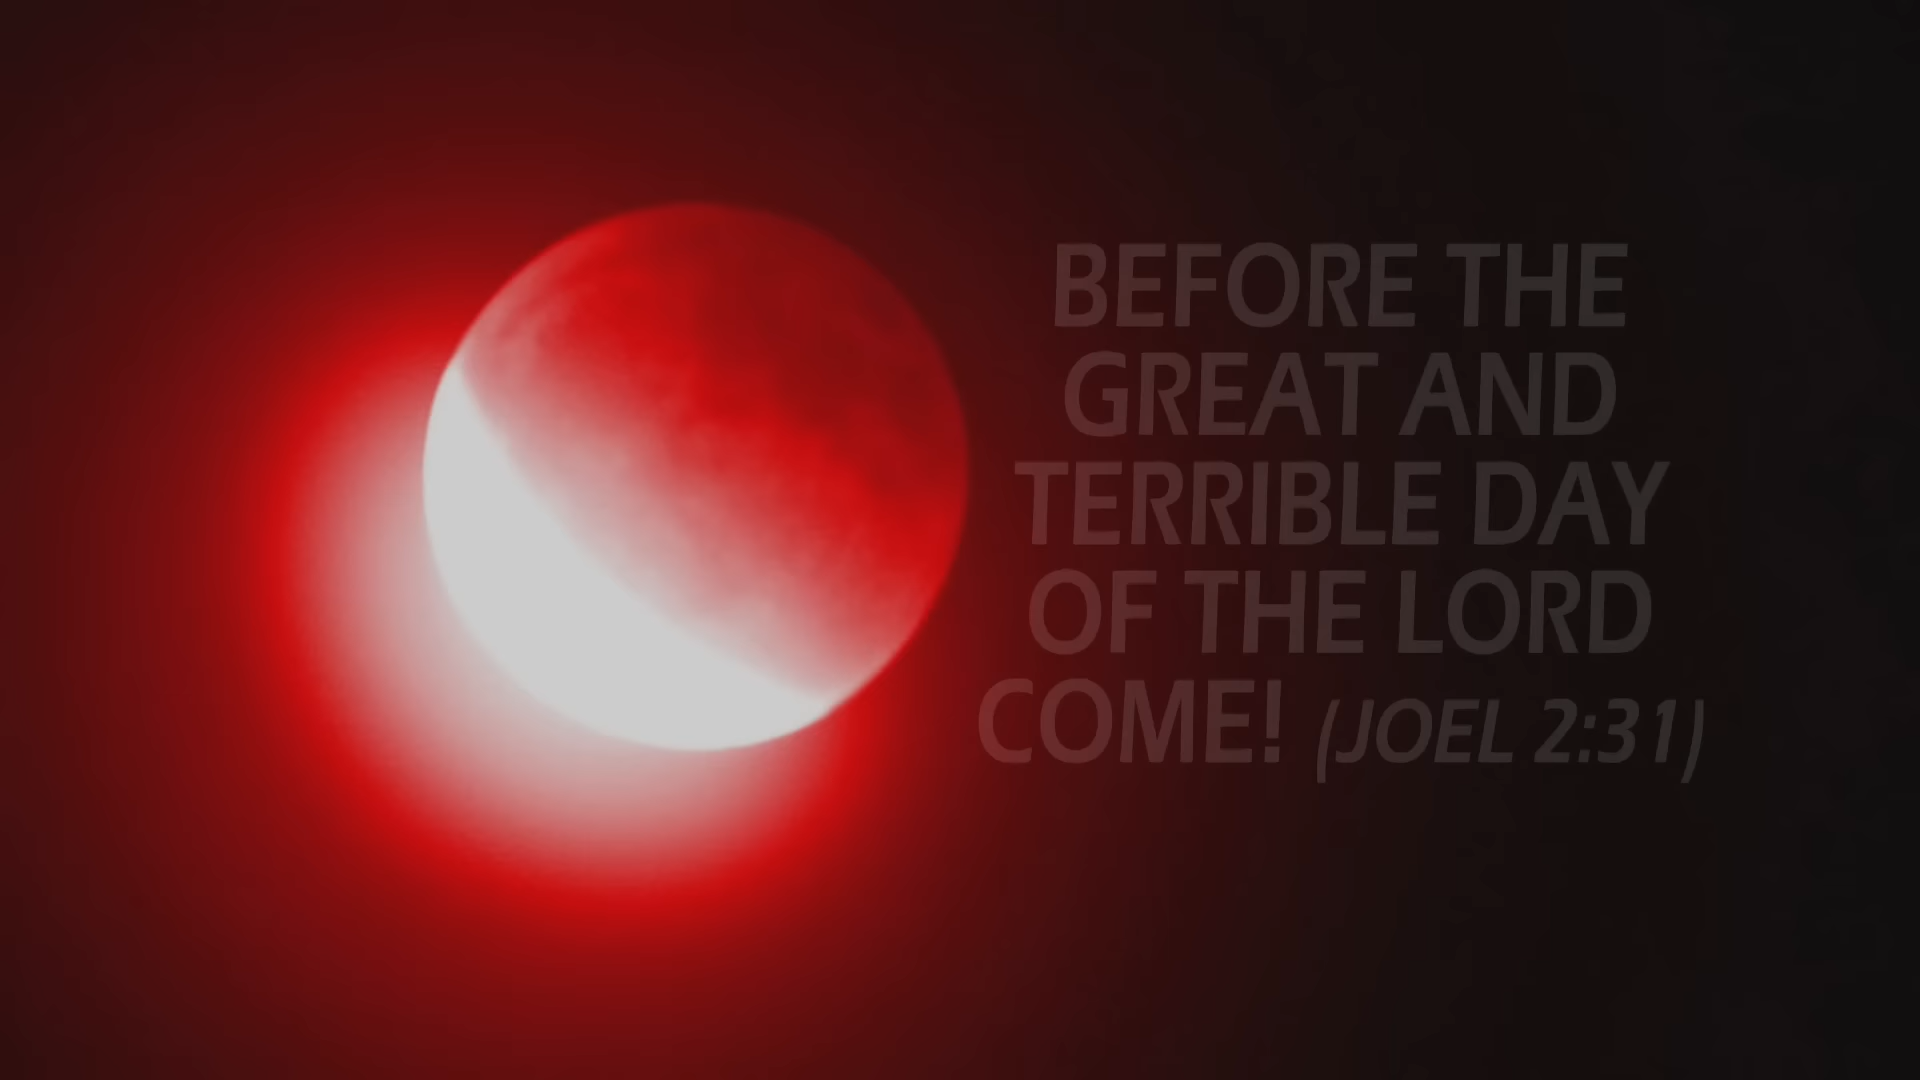 BEFORE THE
GREAT AND
TERRIBLE DAY
OF THE LORD
COME! (JOEL 2:31)